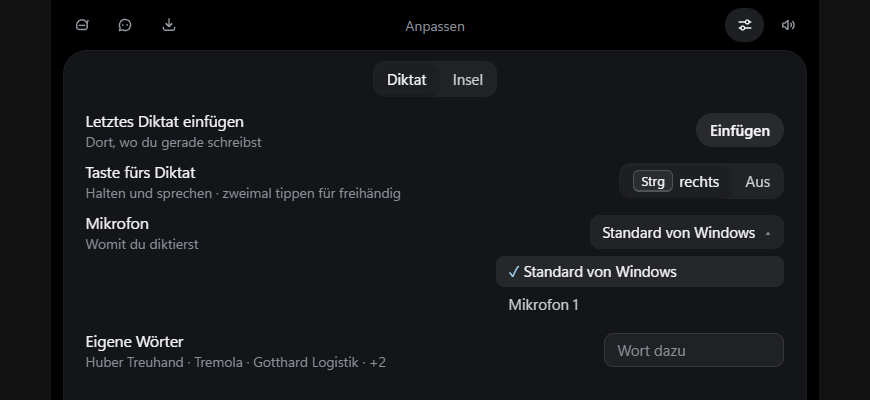 Anpassen
Diktat Insel
Letztes Diktat einfügen
Dort, wo du gerade schreibst
Einfügen
Taste fürs Diktat
Halten und sprechen · zweimal tippen für freihändig
Strg rechts Aus
Mikrofon
Womit du diktierst
Standard von Windows
✓ Standard von Windows
Mikrofon 1
Eigene Wörter
Huber Treuhand · Tremola · Gotthard Logistik · +2
Wort dazu